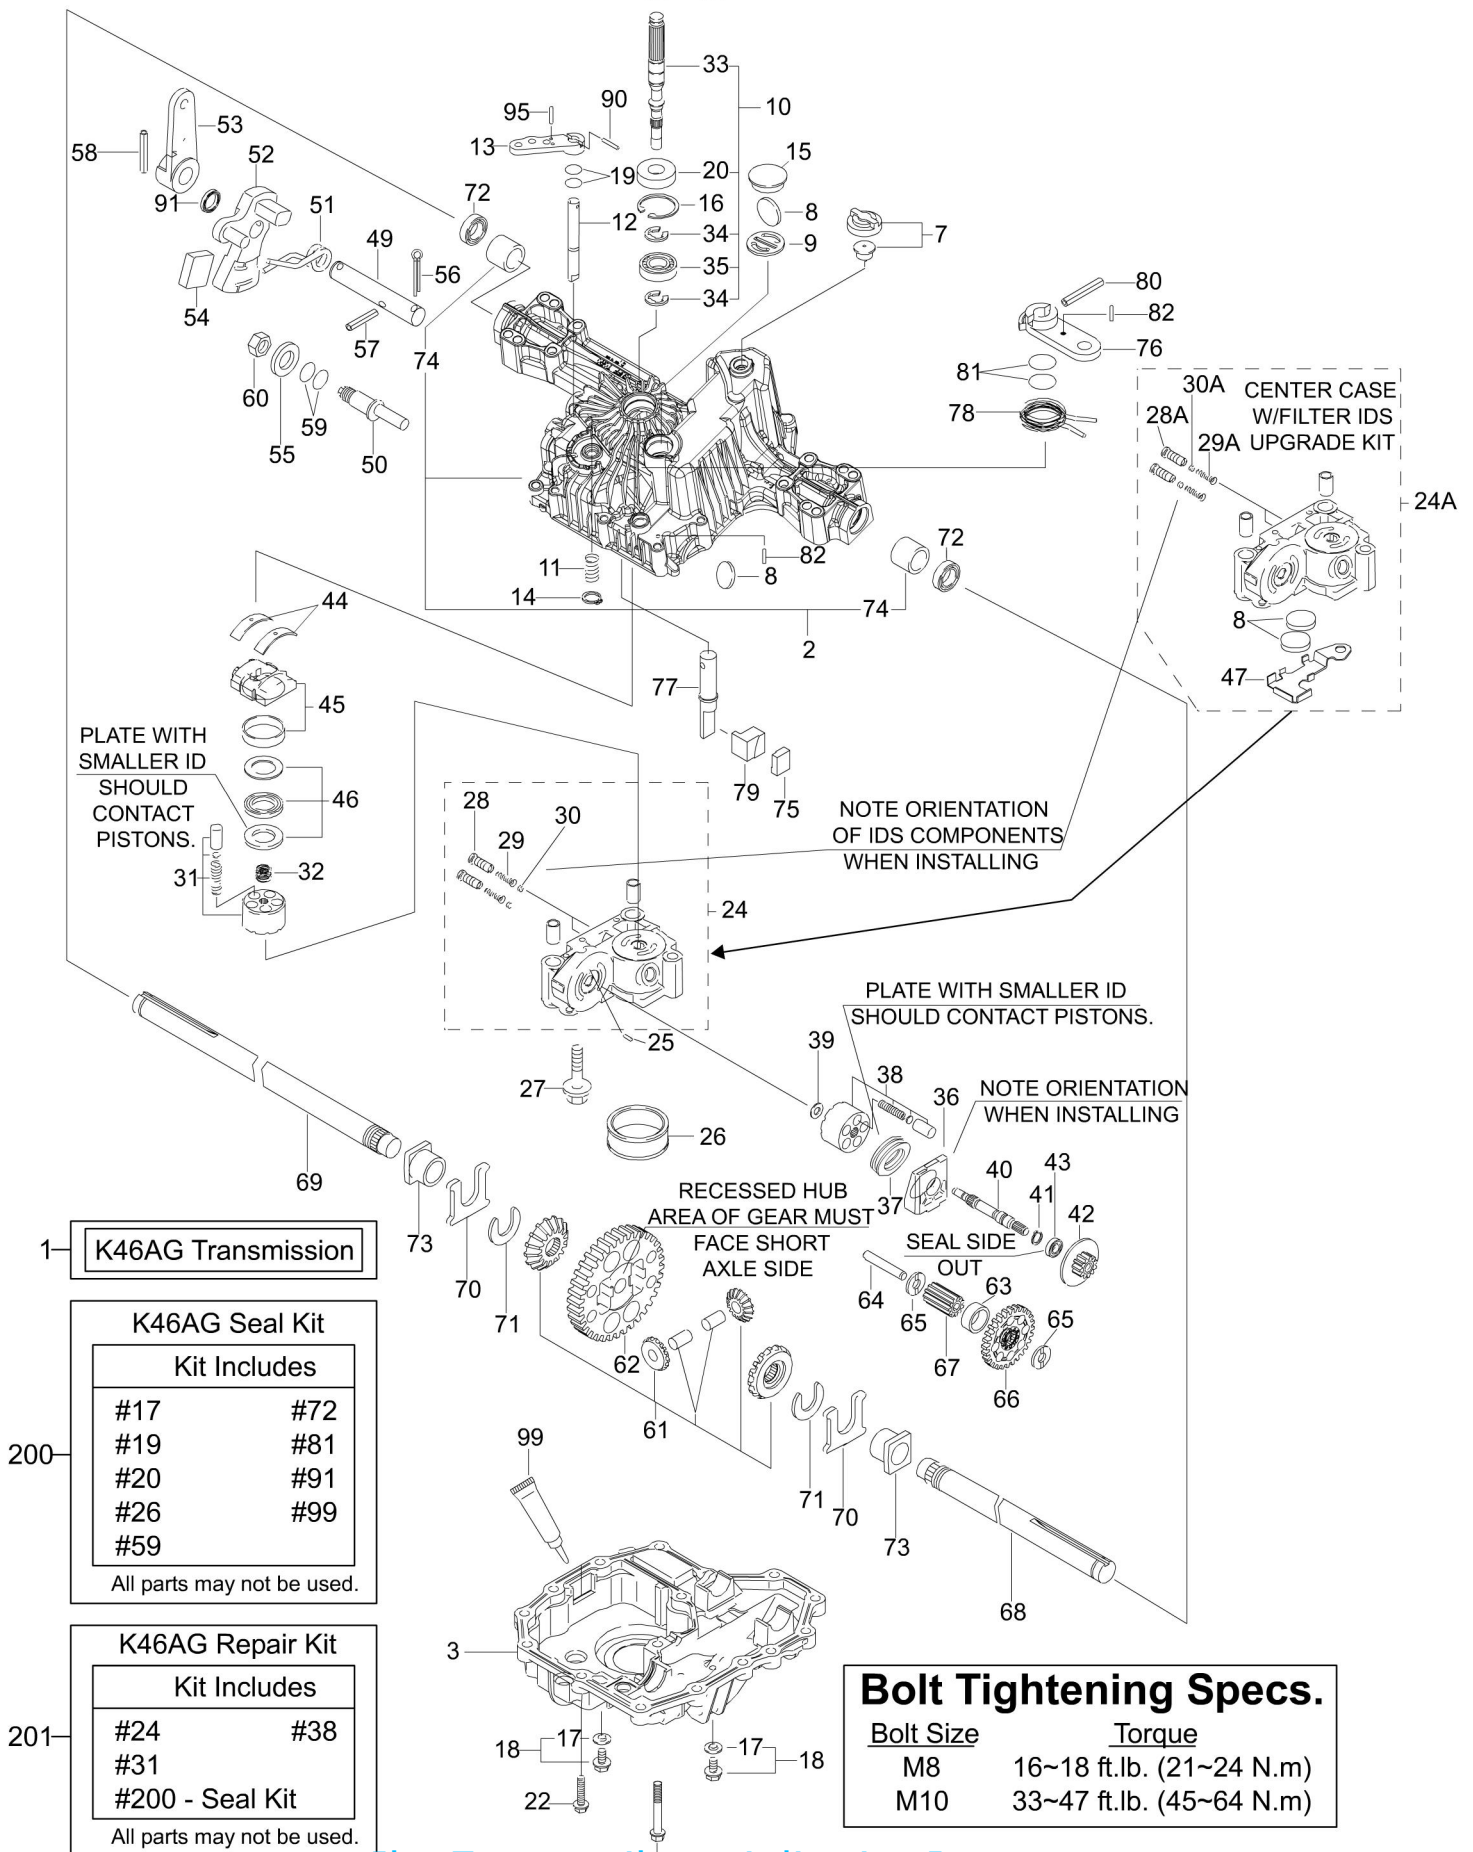 33
10
95
90
13
53
58
52
15
20
19
91
72
16
8
51
12
7
49
34
9
56
35
80
54
34
82
57
74
76
60
81
30A
CENTER CASE
W/FILTER IDS
UPGRADE KIT
59
78
28A
29A
55
50
24A
72
82
11
8
14
74
44
2
8
77
47
45
PLATE WITH
SMALLER ID
SHOULD
CONTACT
PISTONS.
46
79
75
28
30
NOTE ORIENTATION
OF IDS COMPONENTS
WHEN INSTALLING
29
31
32
24
PLATE WITH SMALLER ID
SHOULD CONTACT PISTONS.
25
39
38
36
NOTE ORIENTATION
WHEN INSTALLING
27
26
43
40
41
69
37
42
RECESSED HUB
AREA OF GEAR MUST
FACE SHORT
AXLE SIDE
SEAL SIDE
OUT
1
K46AG Transmission
73
70
64
65
63
65
71
62
67
66
61
K46AG Seal Kit
Kit Includes
#17 #72
#19 #81
200
#20 #91
#26 #99
#59
All parts may not be used.
99
71
70
73
68
3
K46AG Repair Kit
Kit Includes
201
#24 #38
#31
#200 - Seal Kit
All parts may not be used.
17
18
17
18
22
Bolt Tightening Specs.
Bolt Size Torque
M8 16~18 ft.lb. (21~24 N.m)
M10 33~47 ft.lb. (45~64 N.m)